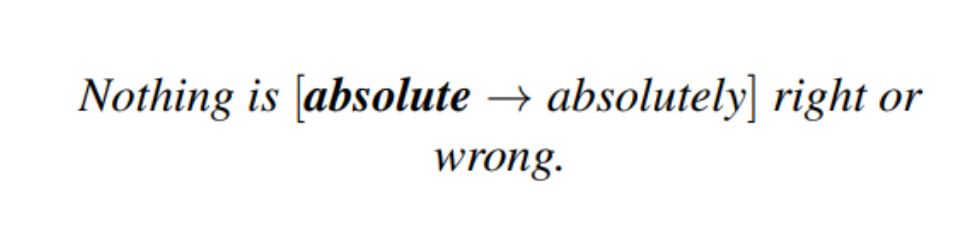 Nothing is [absolute → absolutely] right or
wrong.